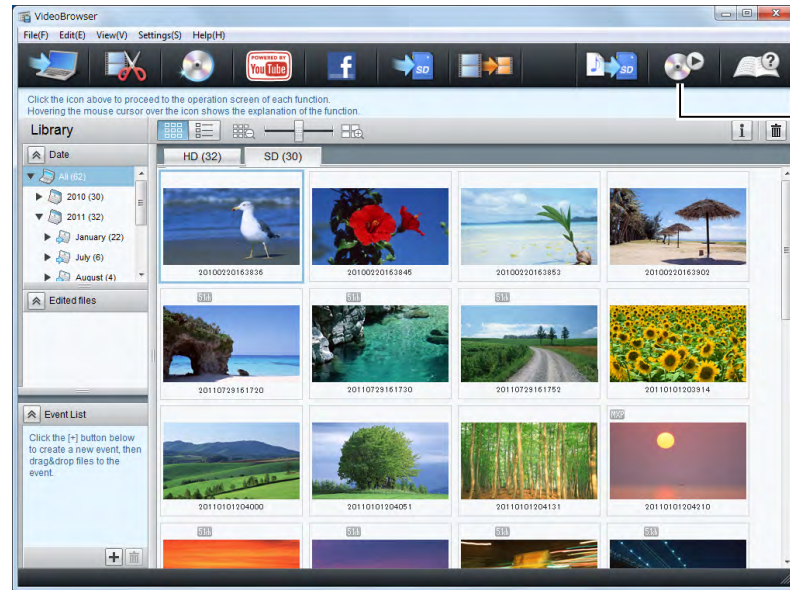 VideoBrowser
File(F) Edit(E) View(V) Settings(S) Help(H)
POWERED BY
YouTube
f
SD
SD
?
Click the icon above to proceed to the operation screen of each function.
Hovering the mouse cursor over the icon shows the explanation of the function.
Library
i
Date
HD (32)
SD (30)
All (62)
2010 (30)
2011 (32)
January (22)
July (6)
August (4)
Edited files
Event List
Click the [+] button below
to create a new event, then
drag&drop files to the
event.
20100220163836
20100220163845
20100220163853
20100220163902
20110729161720
20110729161730
20110729161752
20110101203914
20110101204000
20110101204051
20110101204131
20110101204210